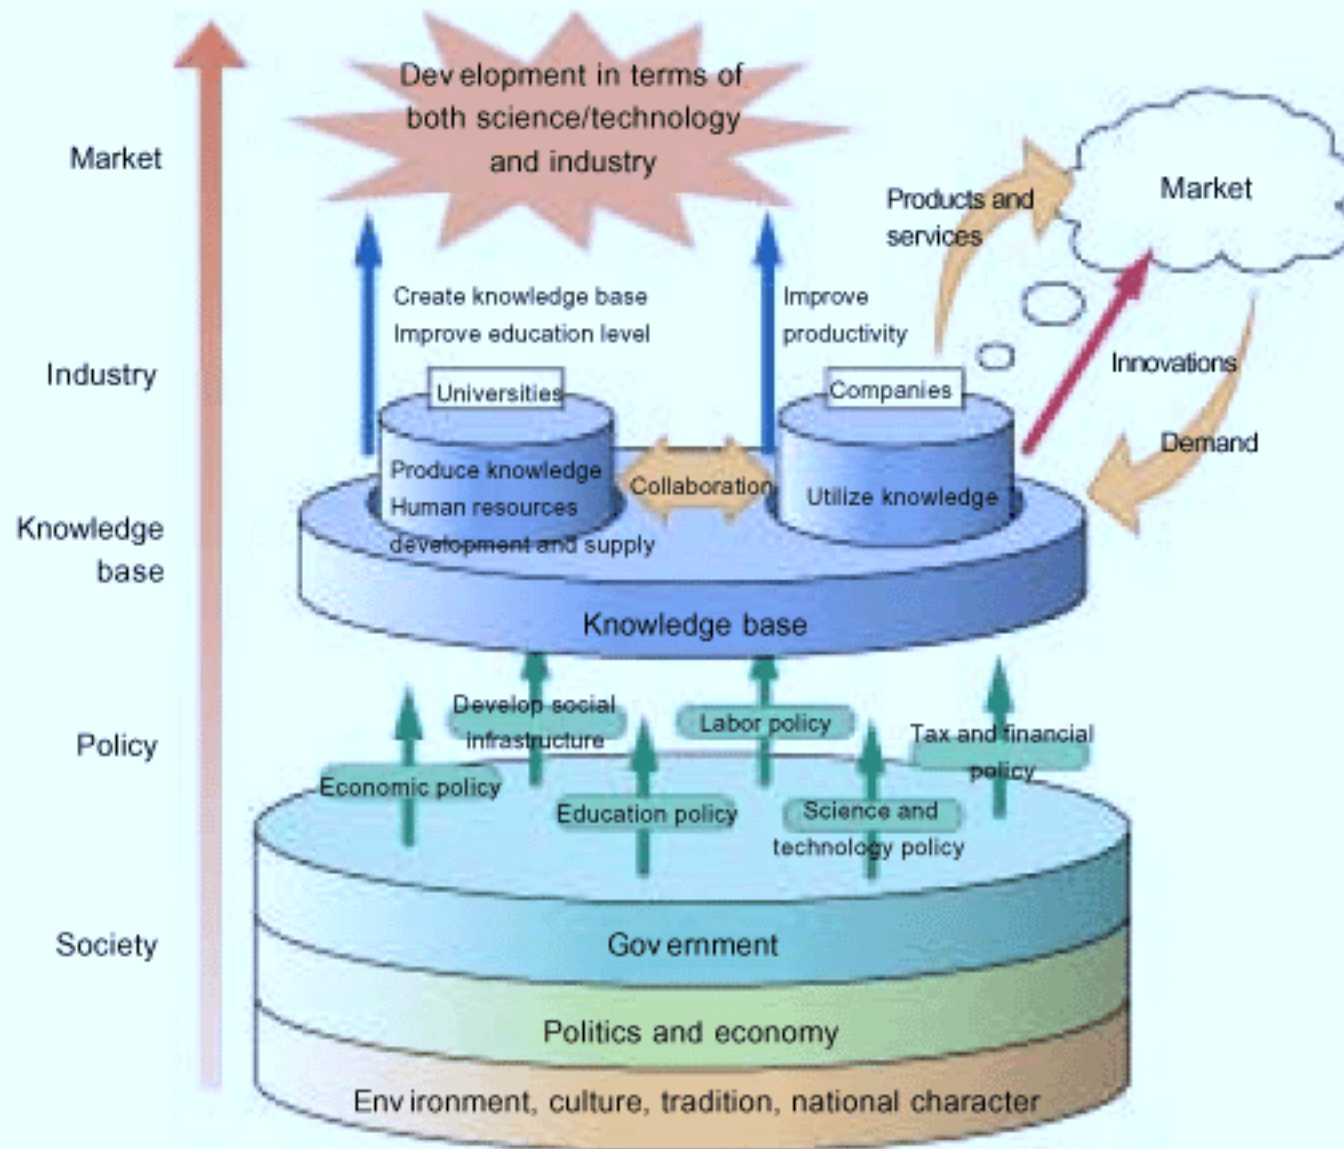 Development in terms of
both science/technology
and industry
Market
Market
Products and
services
Create knowledge base
Improve education level
Improve
productivity
Innovations
Industry
Universities
Companies
Demand
Produce knowledge
Human resources
development and supply
Collaboration
Utilize knowledge
Knowledge
base
Knowledge base
Policy
Develop social
infrastructure
Labor policy
Tax and financial
policy
Economic policy
Education policy
Science and
technology policy
Society
Government
Politics and economy
Environment, culture, tradition, national character